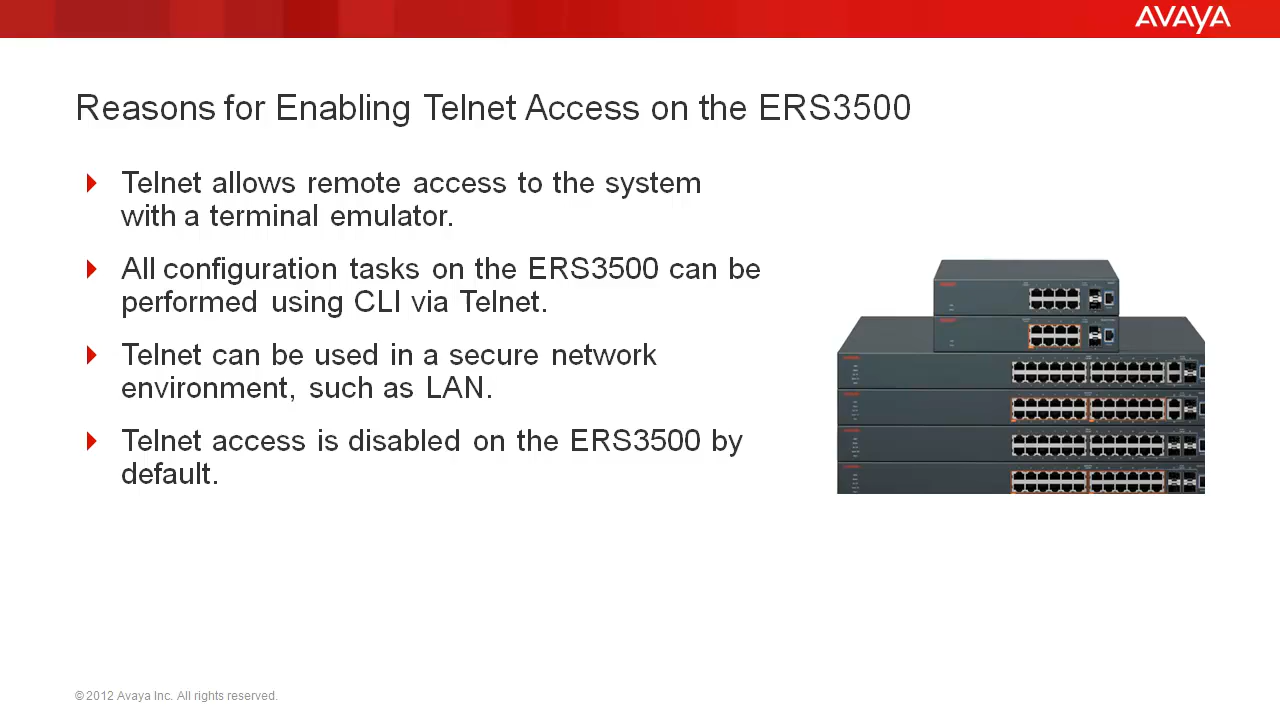 AVAYA
Reasons for Enabling Telnet Access on the ERS3500
Telnet allows remote access to the system
with a terminal emulator.
All configuration tasks on the ERS3500 can be
performed using CLI via Telnet.
Telnet can be used in a secure network
environment, such as LAN.
Telnet access is disabled on the ERS3500 by
default.
© 2012 Avaya Inc. All rights reserved.